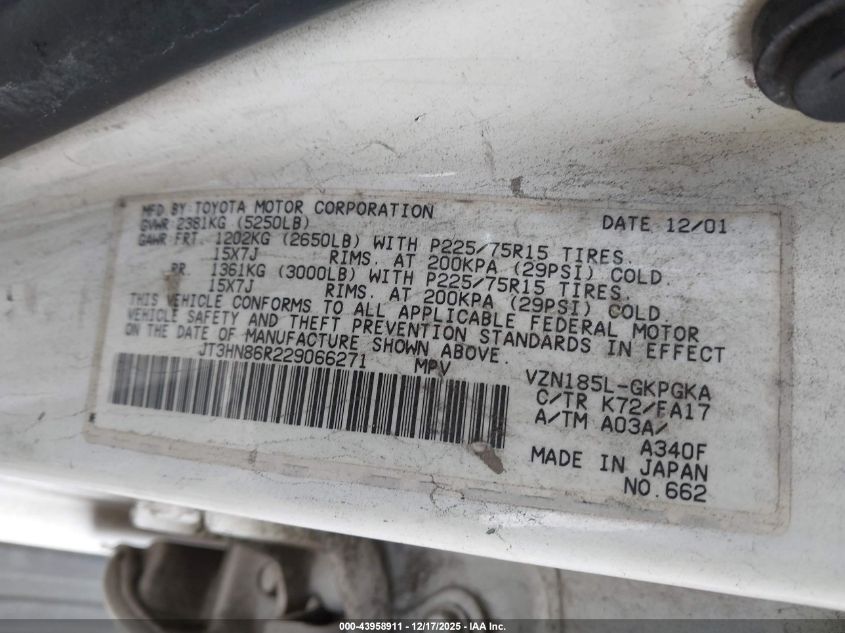 MFD BY: TOYOTA MOTOR CORPORATION DATE 12/01
GVWR 2381KG (5250LB)
GAWR FRT. 1202KG (2650LB) WITH P225/75R15 TIRES.
15X7J RIMS. AT 200KPA (29PSI) COLD.
RR. 1361KG (3000LB) WITH P225/75R15 TIRES.
15X7J RIMS. AT 200KPA (29PSI) COLD.
THIS VEHICLE CONFORMS TO ALL APPLICABLE FEDERAL MOTOR
VEHICLE SAFETY AND THEFT PREVENTION STANDARDS IN EFFECT
ON THE DATE OF MANUFACTURE SHOWN ABOVE.
JT3HN86R229066271 MPV
VZN185L-GKPGKA
C/TR K72/FA17
A/TM A03A/
A340F
MADE IN JAPAN
NO.662
000-43958911 - 12/17/2025 - IAA Inc.